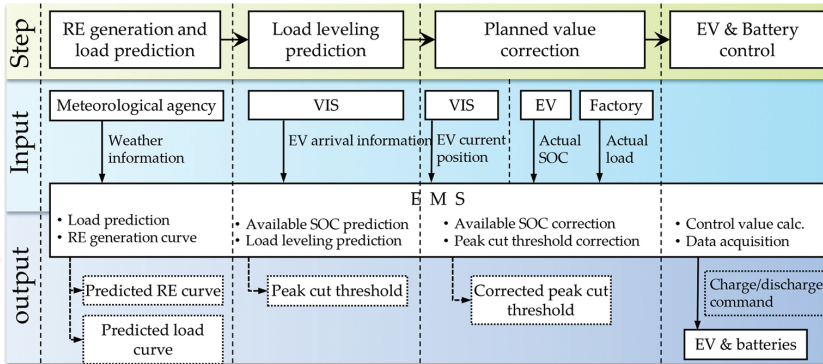 Step
RE generation and
load prediction
Load leveling
prediction
Planned value
correction
EV & Battery
control
Input
Meteorological agency
VIS
VIS
EV
Factory
Weather
information
EV arrival information
EV current
position
Actual
SOC
Actual
load
E M S
• Load prediction
• RE generation curve
• Available SOC prediction
• Load leveling prediction
• Available SOC correction
• Peak cut threshold correction
• Control value calc.
• Data acquisition
output
Predicted RE curve
Predicted load
curve
Peak cut threshold
Corrected peak cut
threshold
Charge/discharge
command
EV & batteries